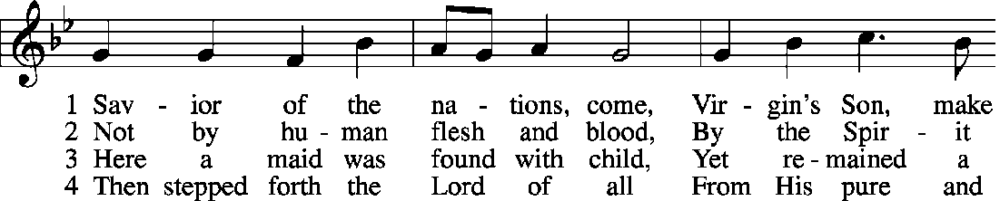 1 Sav - ior of the na - tions, come, Vir - gin's Son, make
2 Not by hu - man flesh and blood, By the Spir - it
3 Here a maid was found with child, Yet re - mained a
4 Then stepped forth the Lord of all From His pure and